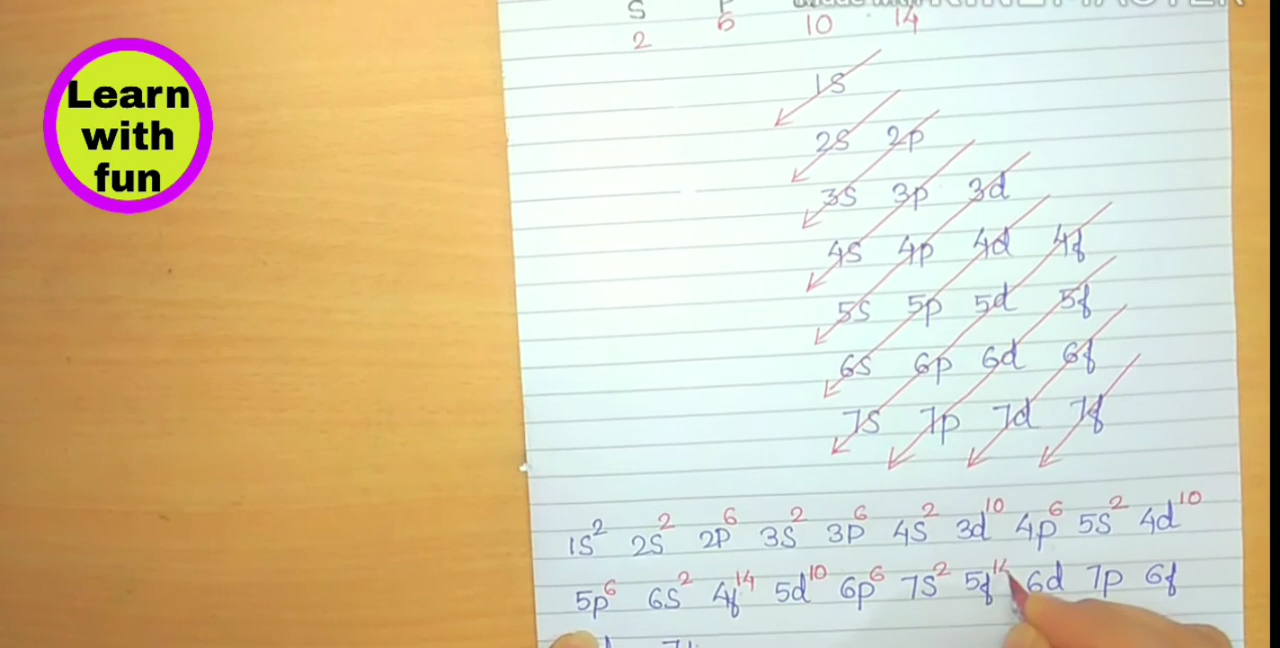 Learn
with
fun
S
2 6 10 14
1S
2S 2p
3S 3p 3d
4S 4p 4d 4f
5S 5p 5d 5f
6S 6p 6d 6f
7S 7p 7d 7f
1S² 2S² 2P⁶ 3S² 3P⁶ 4S² 3d¹⁰ 4p⁶ 5S² 4d¹⁰
5p⁶ 6S² 4f¹⁴ 5d¹⁰ 6p⁶ 7S² 5f¹⁴ 6d 7p 6f